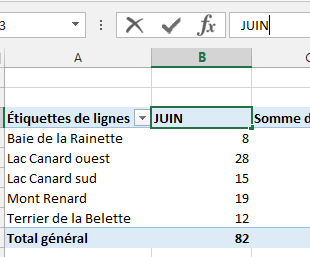 3 fx JUIN
A B
Étiquettes de lignes JUIN Somme d
Baie de la Rainette 8
Lac Canard ouest 28
Lac Canard sud 15
Mont Renard 19
Terrier de la Belette 12
Total général 82